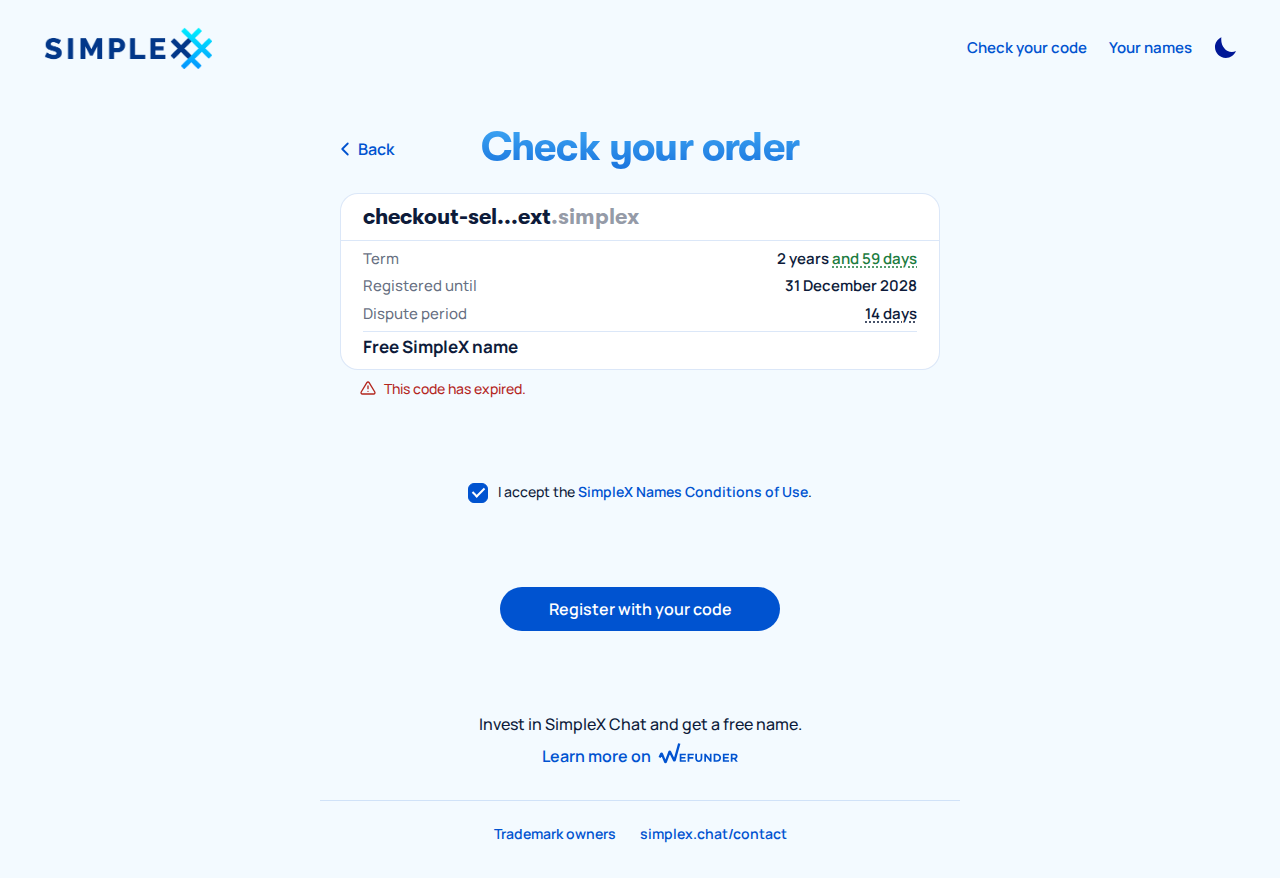 SIMPLEX
Check your code
Your names
Back
Check your order
checkout-sel...ext.simplex
Term
2 years and 59 days
Registered until
31 December 2028
Dispute period
14 days
Free SimpleX name
This code has expired.
I accept the SimpleX Names Conditions of Use.
Register with your code
Invest in SimpleX Chat and get a free name.
Learn more on WEFUNDER
Trademark owners
simplex.chat/contact